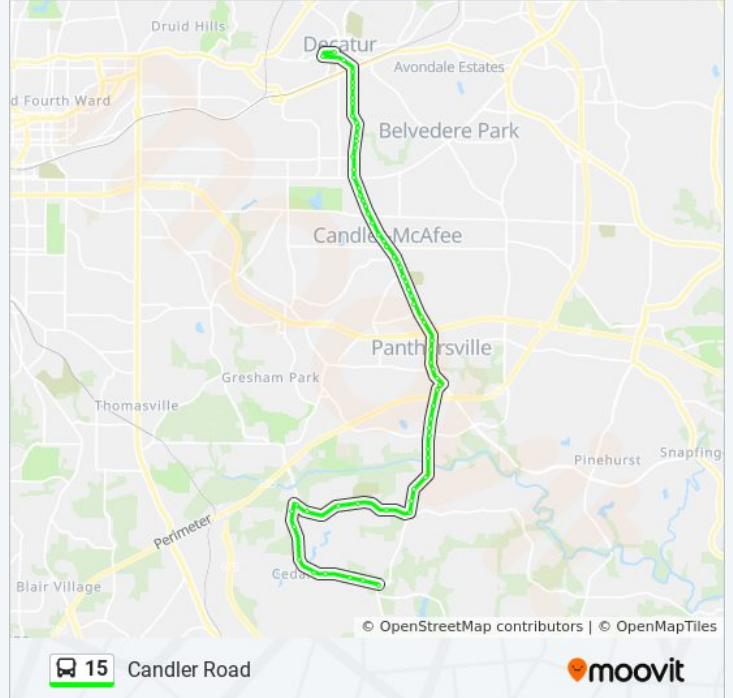 Druid Hills
Decatur
Avondale Estates
d Fourth Ward
Belvedere Park
Candler-McAfee
Panthersville
Gresham Park
Thomasville
Pinehurst
Snapfing
Perimeter
Ceda
Blair Village
© OpenStreetMap contributors | © OpenMapTiles
15 Candler Road
moovit